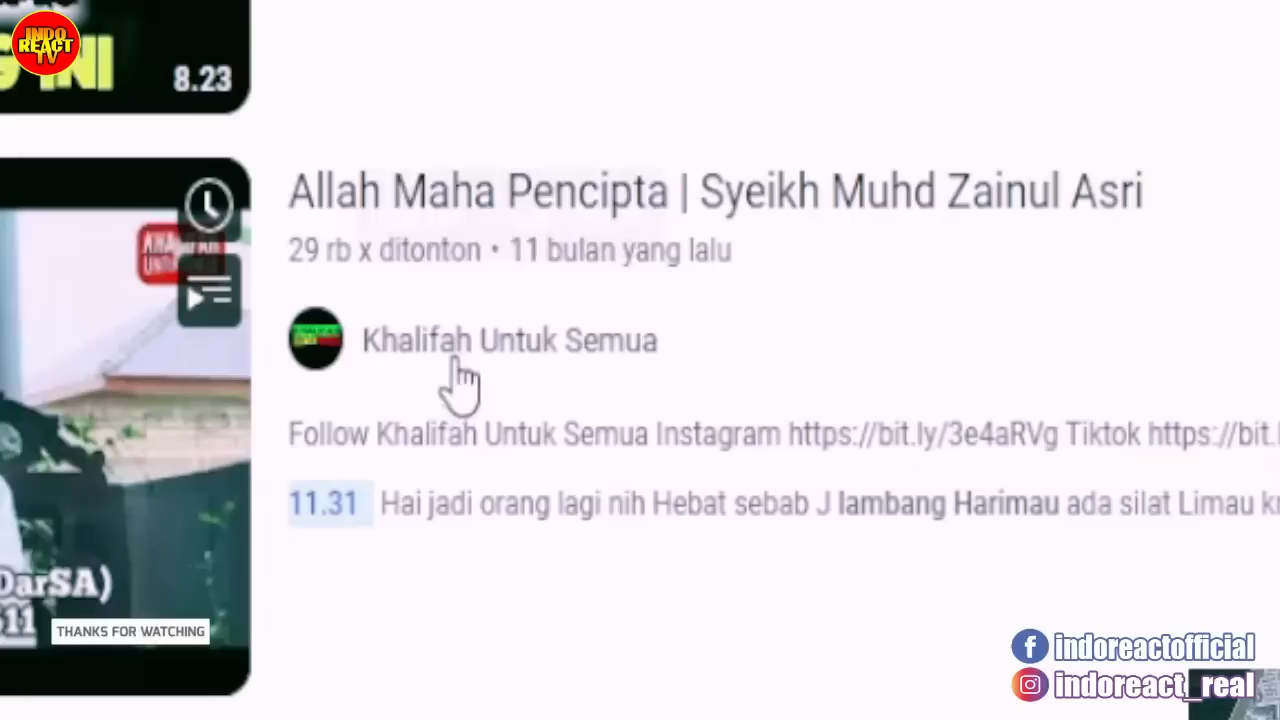 INDO
REACT
TV
G INI
8.23
Allah Maha Pencipta | Syeikh Muhd Zainul Asri
29 rb x ditonton • 11 bulan yang lalu
Khalifah Untuk Semua
Follow Khalifah Untuk Semua Instagram https://bit.ly/3e4aRVg Tiktok https://bit.
11.31 Hai jadi orang lagi nih Hebat sebab J lambang Harimau ada silat Limau
DarSA)
511
THANKS FOR WATCHING
indoreactofficial
indoreact_real